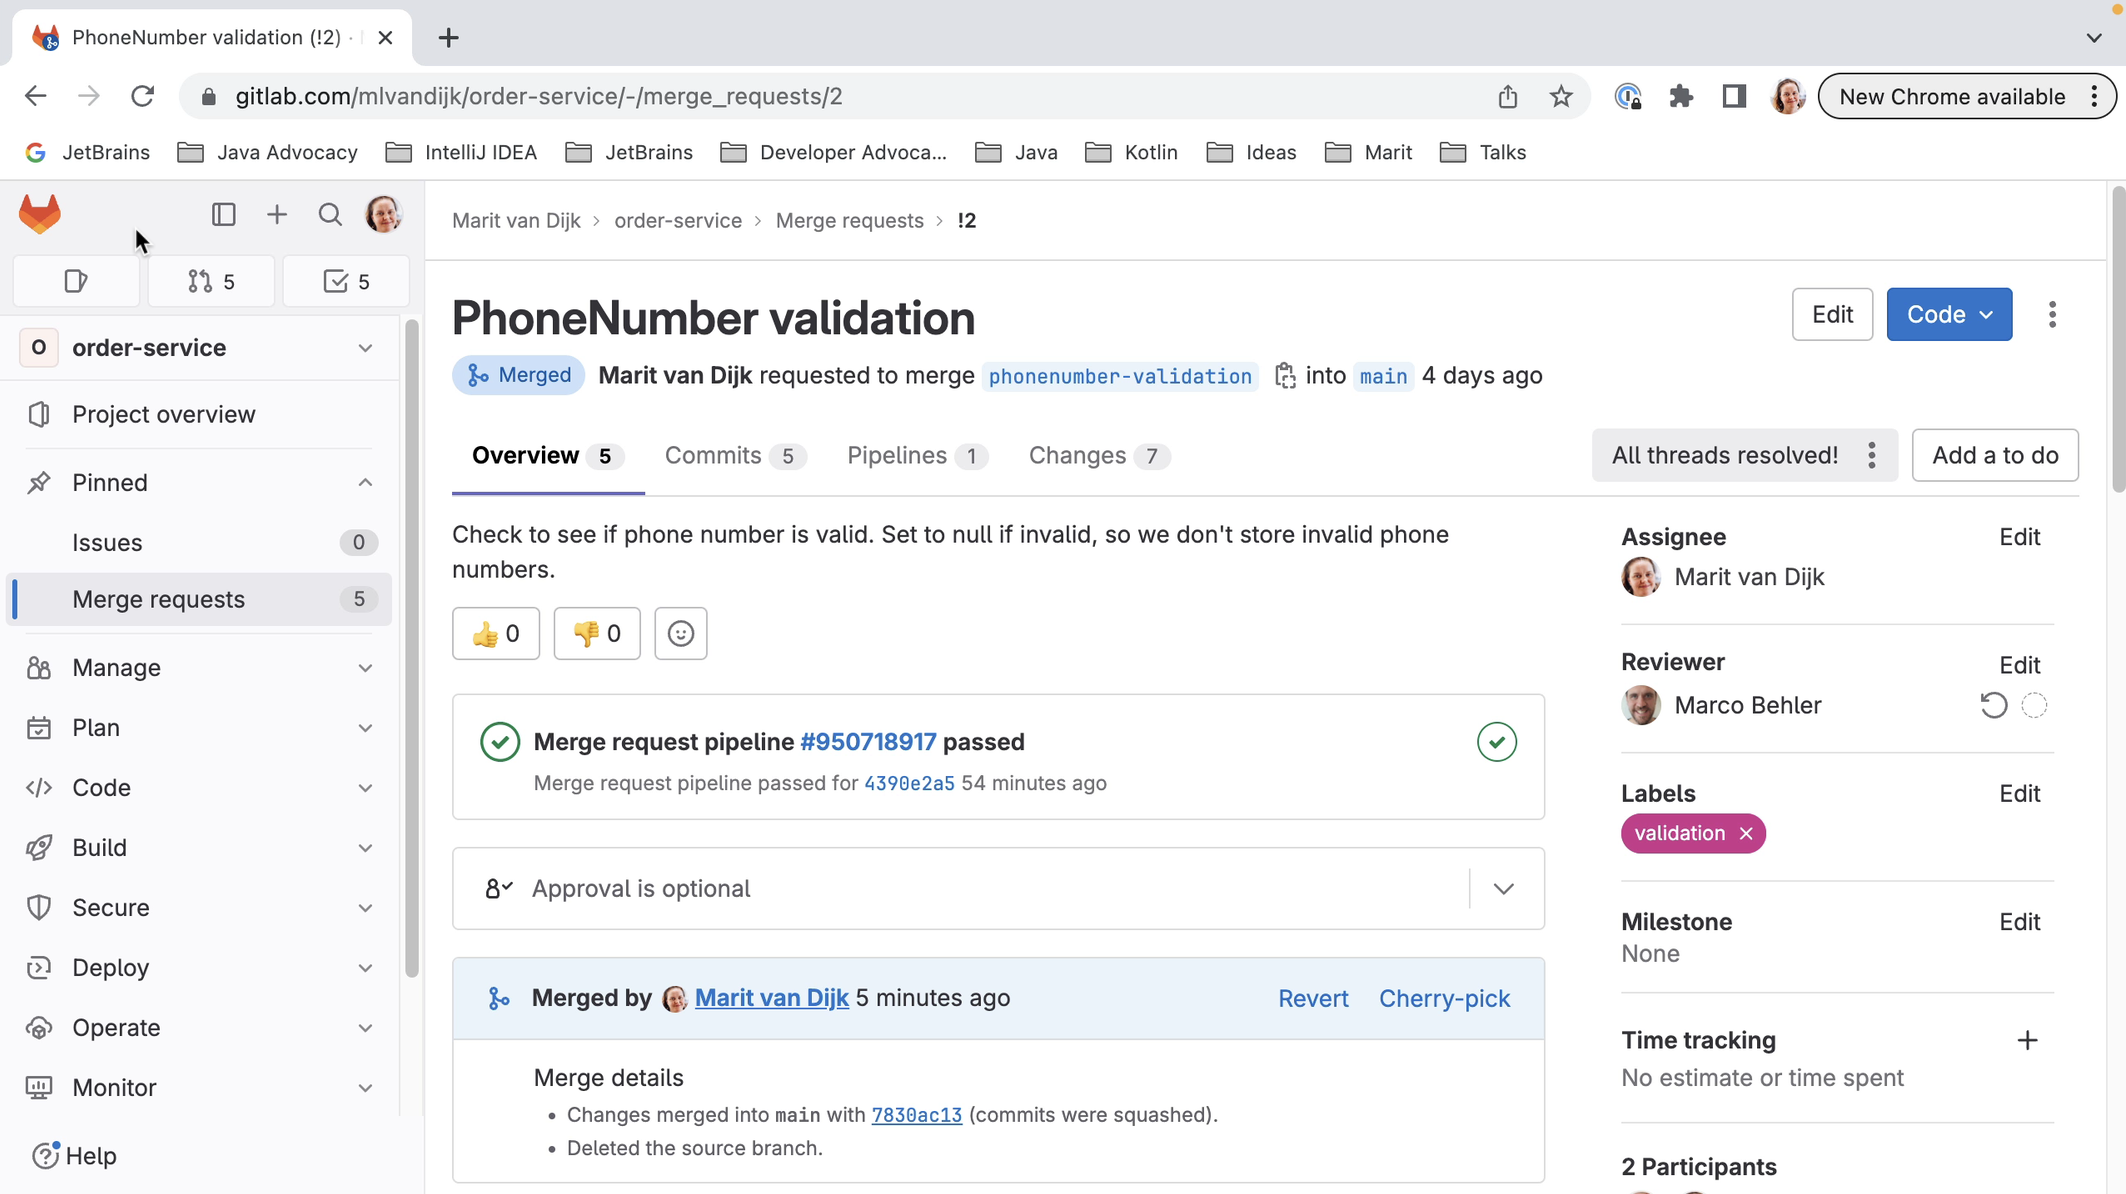 PhoneNumber validation (!2) ·
gitlab.com/mlvandijk/order-service/-/merge_requests/2
New Chrome available
JetBrains
Java Advocacy
IntelliJ IDEA
JetBrains
Developer Advoca...
Java
Kotlin
Ideas
Marit
Talks
5
5
O order-service
Project overview
Pinned
Issues 0
Merge requests 5
Manage
Plan
Code
Build
Secure
Deploy
Operate
Monitor
Help
Marit van Dijk > order-service > Merge requests > !2
PhoneNumber validation
Edit
Code
Merged Marit van Dijk requested to merge phonenumber-validation into main 4 days ago
Overview 5
Commits 5
Pipelines 1
Changes 7
All threads resolved!
Add a to do
Check to see if phone number is valid. Set to null if invalid, so we don't store invalid phone
numbers.
👍 0
👎 0
Merge request pipeline #950718917 passed
Merge request pipeline passed for 4390e2a5 54 minutes ago
Approval is optional
Merged by Marit van Dijk 5 minutes ago
Revert
Cherry-pick
Merge details
• Changes merged into main with 7830ac13 (commits were squashed).
• Deleted the source branch.
Assignee Edit
Marit van Dijk
Reviewer Edit
Marco Behler
Labels Edit
validation ×
Milestone Edit
None
Time tracking +
No estimate or time spent
2 Participants